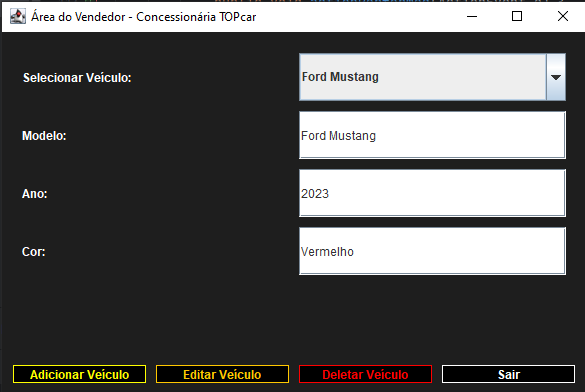 Área do Vendedor - Concessionária TOPcar
Selecionar Veículo:
Ford Mustang
Modelo:
Ford Mustang
Ano:
2023
Cor:
Vermelho
Adicionar Veículo
Editar Veículo
Deletar Veículo
Sair